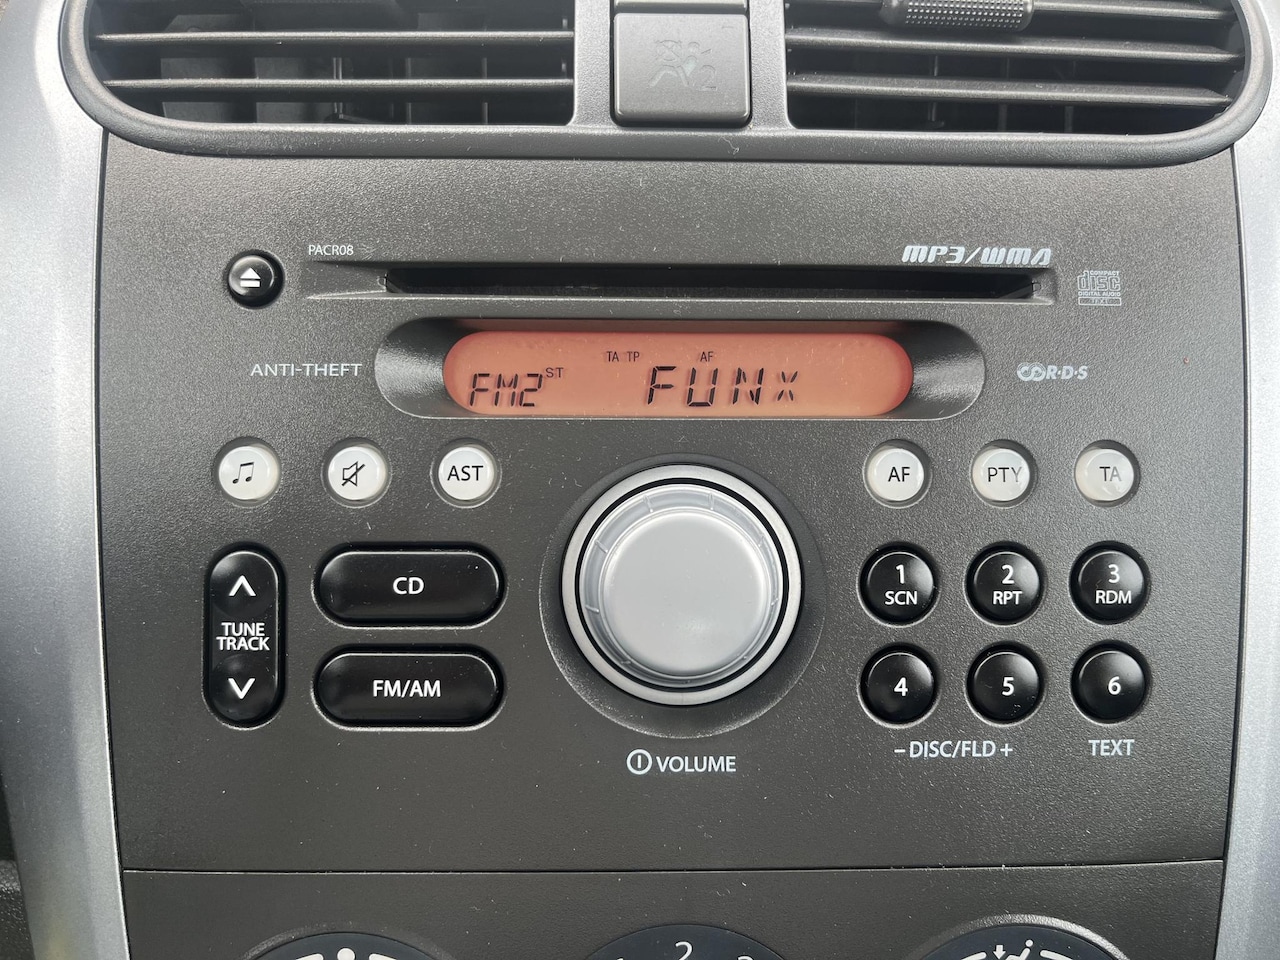 2
PACR08
MP3/WMA
COMPACT
disc
DIGITAL AUDIO
TEXT
ANTI-THEFT
TA TP AF
FM2 ST FUNx
R·D·S
AST
AF
PTY
TA
CD
1
SCN
2
RPT
3
RDM
TUNE
TRACK
FM/AM
4
5
6
VOLUME
– DISC/FLD +
TEXT
2